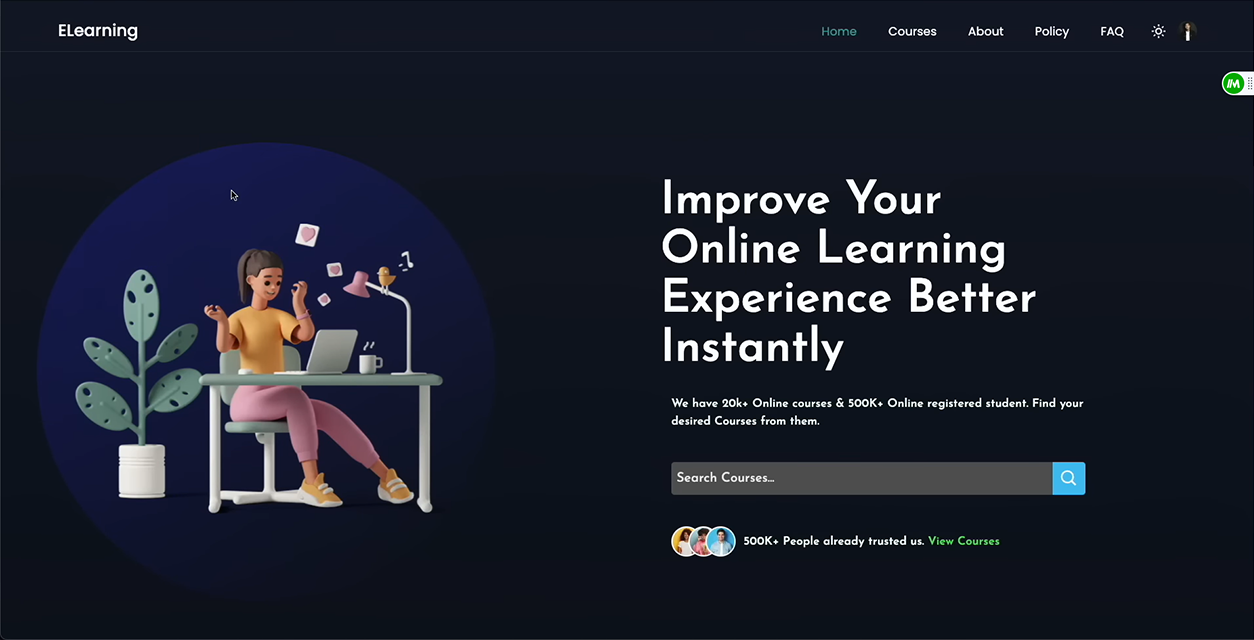 ELearning
Home Courses About Policy FAQ
Improve Your
Online Learning
Experience Better
Instantly
We have 20k+ Online courses & 500K+ Online registered student. Find your
desired Courses from them.
Search Courses...
500K+ People already trusted us. View Courses